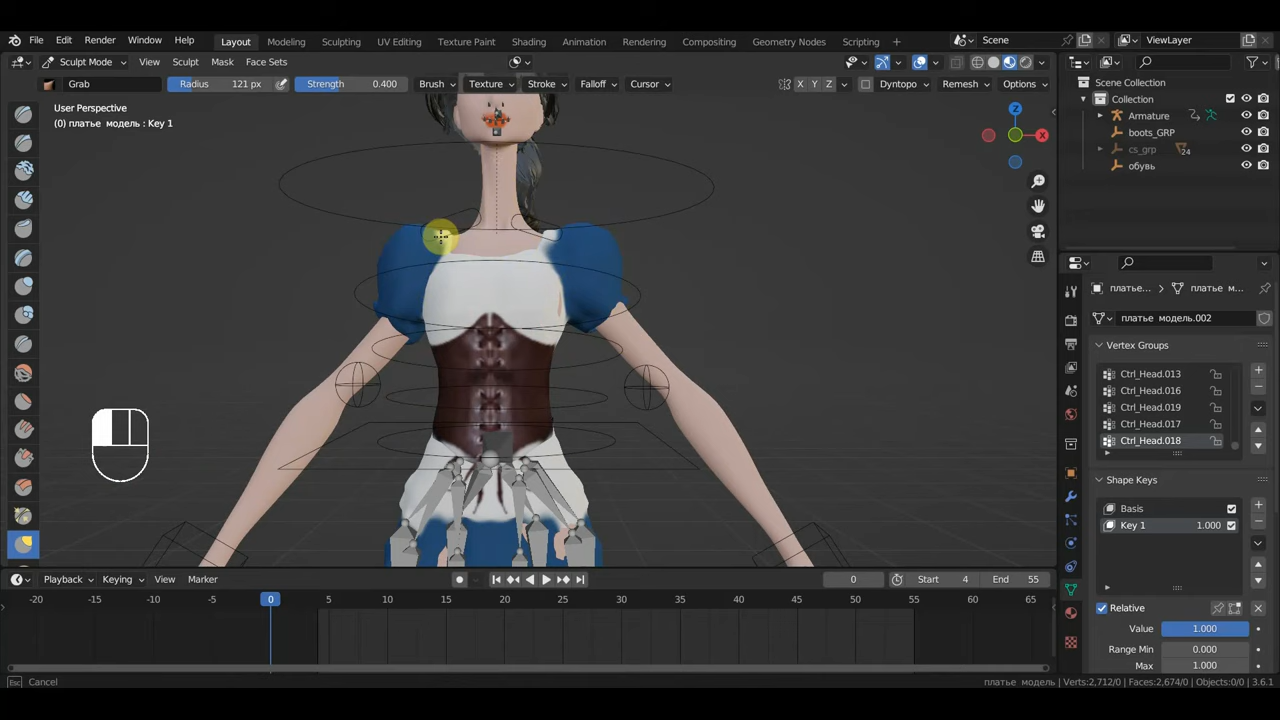 File Edit Render Window Help Layout Modeling Sculpting UV Editing Texture Paint Shading Animation Rendering Compositing Geometry Nodes Scripting + Scene ViewLayer
Sculpt Mode View Sculpt Mask Face Sets
Grab Radius 121 px Strength 0.400 Brush Texture Stroke Falloff Cursor X Y Z Dyntopo Remesh Options
User Perspective
(0) платье модель : Key 1
Z
X
Scene Collection
Collection
Armature
boots_GRP
cs_grp 24
обувь
платье... платье м...
платье модель.002
Vertex Groups
Ctrl_Head.013
Ctrl_Head.016
Ctrl_Head.019
Ctrl_Head.017
Ctrl_Head.018
Shape Keys
Basis
Key 1 1.000
Relative
Value 1.000
Range Min 0.000
Max 1.000
Playback Keying View Marker 0 Start 4 End 55
-20 -15 -10 -5 0 5 10 15 20 25 30 35 40 45 50 55 60 65
Esc Cancel платье модель | Verts:2,712/0 | Faces:2,674/0 | Objects:0/0 | 3.6.1